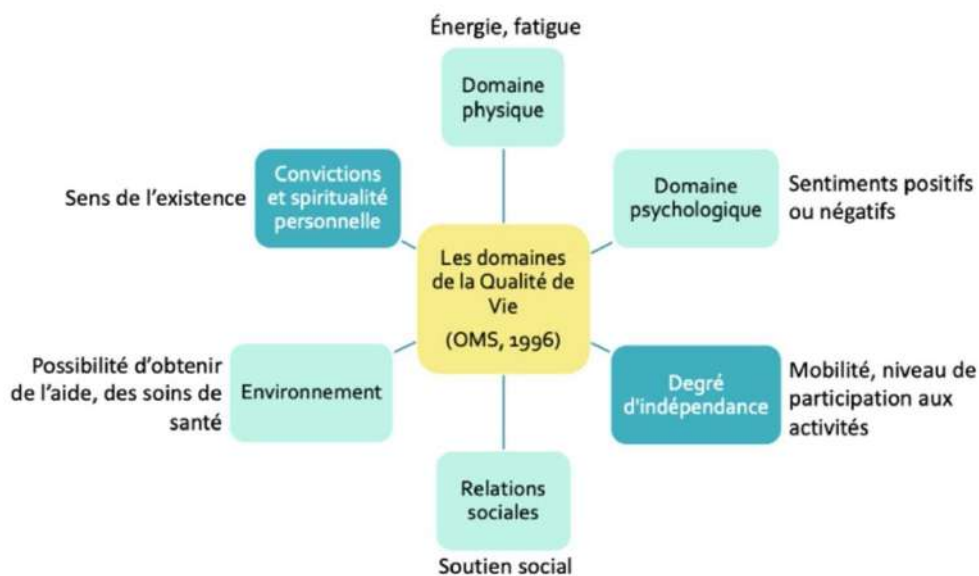 Énergie, fatigue
Domaine
physique
Sens de l'existence
Convictions
et spiritualité
personnelle
Domaine
psychologique
Sentiments positifs
ou négatifs
Les domaines
de la Qualité de
Vie
(OMS, 1996)
Possibilité d'obtenir
de l'aide, des soins de
santé
Environnement
Degré
d'indépendance
Mobilité, niveau de
participation aux
activités
Relations
sociales
Soutien social